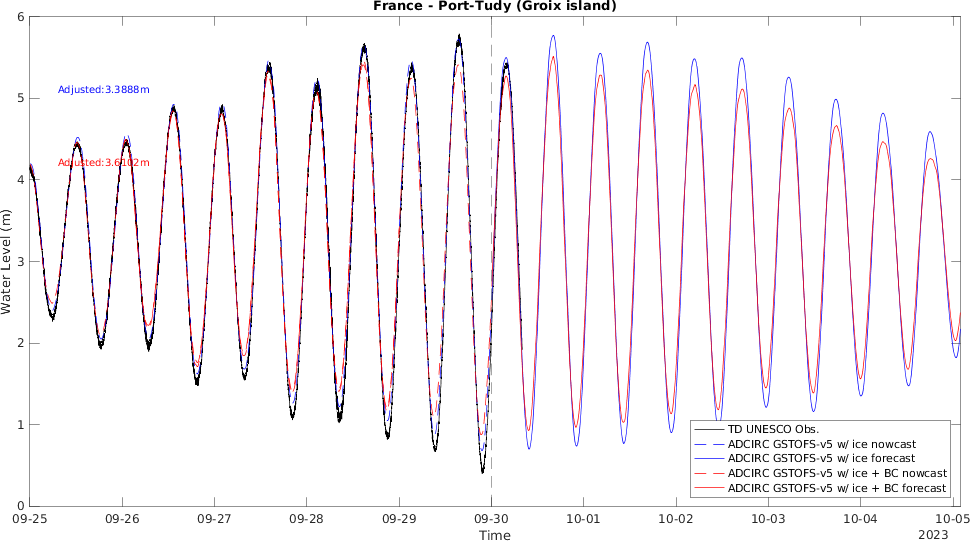 France - Port-Tudy (Groix island)
6
5
4
3
2
1
0
Water Level (m)
Adjusted:3.3888m
Adjusted:3.6102m
TD UNESCO Obs.
ADCIRC GSTOFS-v5 w/ ice nowcast
ADCIRC GSTOFS-v5 w/ ice forecast
ADCIRC GSTOFS-v5 w/ ice + BC nowcast
ADCIRC GSTOFS-v5 w/ ice + BC forecast
09-25 09-26 09-27 09-28 09-29 09-30 10-01 10-02 10-03 10-04 10-05
Time
2023